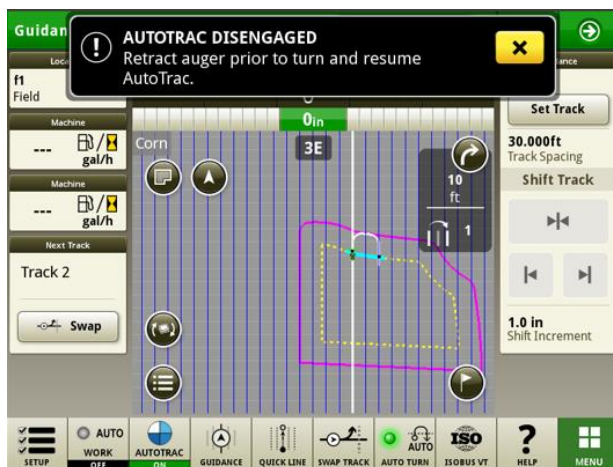 Guidan
AUTOTRAC DISENGAGED
Retract auger prior to turn and resume
AutoTrac.
f1
Field
Machine
---
gal/h
Machine
---
gal/h
Next Track
Track 2
Swap
0in
Corn
3E
10
ft
1
Set Track
30.000ft
Track Spacing
Shift Track
1.0 in
Shift Increment
SETUP
AUTO
WORK
OFF
AUTOTRAC
ON
GUIDANCE
QUICK LINE
SWAP TRACK
AUTO
AUTO TURN
ISO
ISOBUS VT
?
HELP
MENU